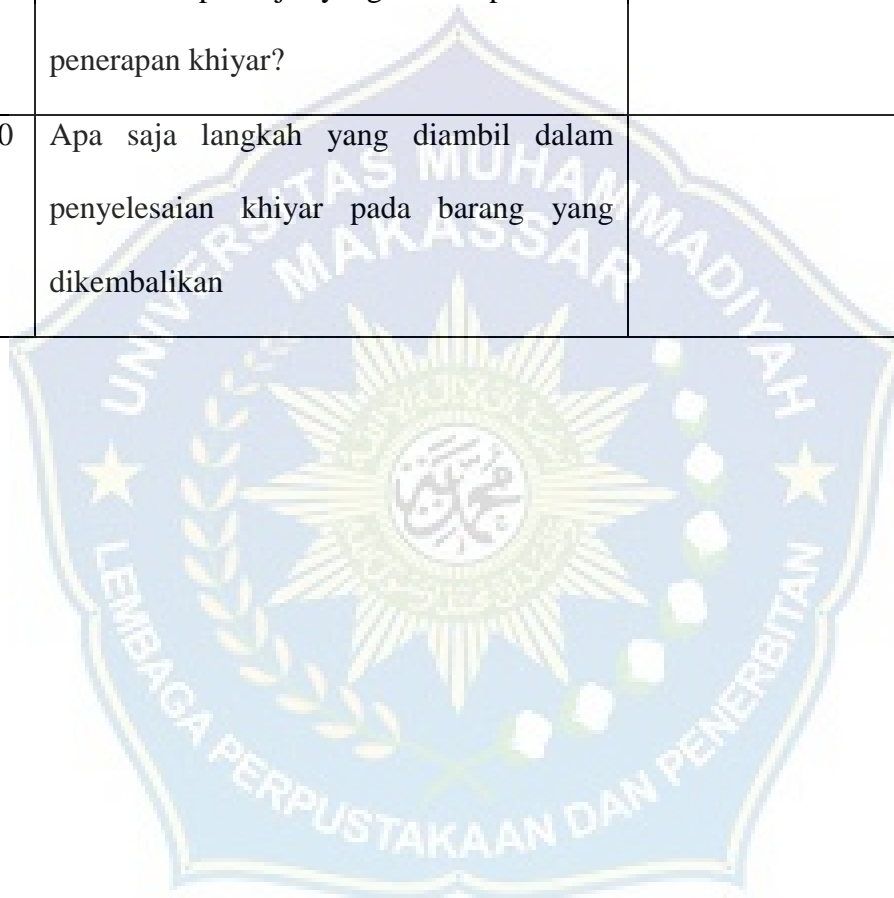 penerapan khiyar?
0 Apa saja langkah yang diambil dalam
penyelesaian khiyar pada barang yang
dikembalikan
UNIVERSITAS MUHAMMADIYAH
MAKASSAR
LEMBAGA PERPUSTAKAAN DAN PENERBITAN